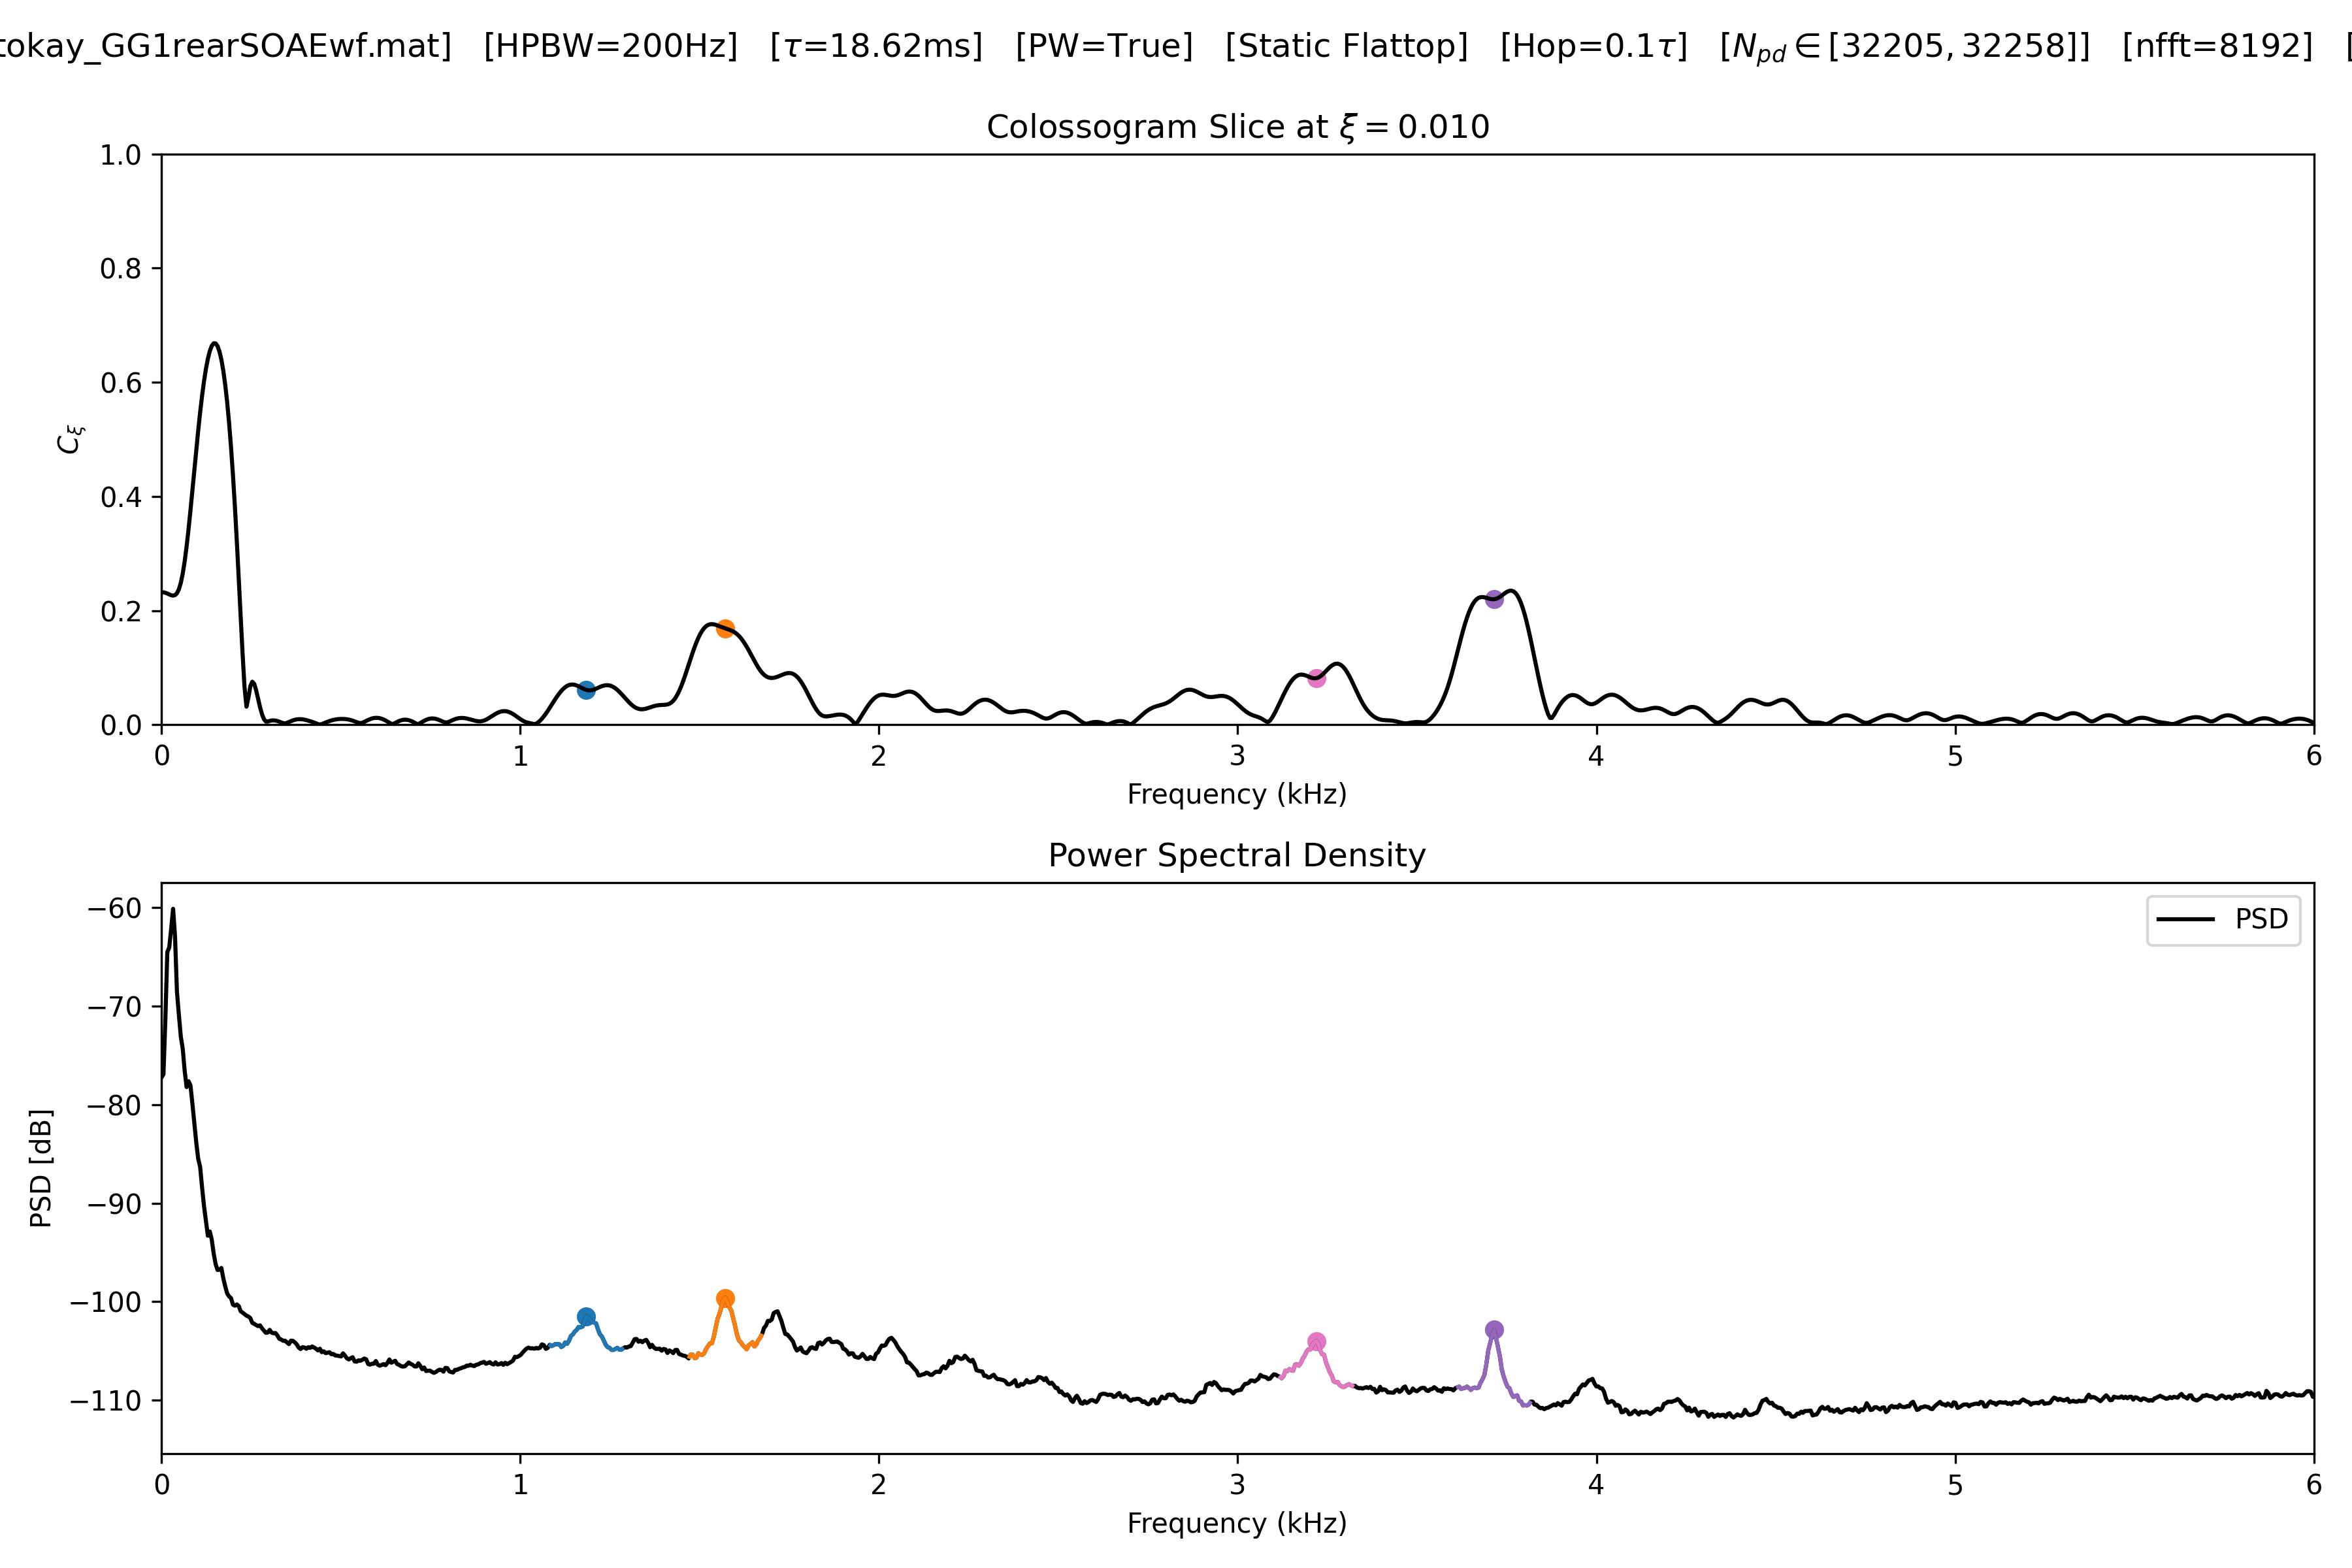 tokay_GG1rearSOAEwf.mat] [HPBW=200Hz] [τ=18.62ms] [PW=True] [Static Flattop] [Hop=0.1τ] [N_pd ∈ [32205, 32258]] [nfft=8192] [
Colossogram Slice at ξ = 0.010
1.0
0.8
0.6
0.4
0.2
0.0
C_ξ
0 1 2 3 4 5 6
Frequency (kHz)
Power Spectral Density
PSD
−60
−70
−80
−90
−100
−110
PSD [dB]
0 1 2 3 4 5 6
Frequency (kHz)